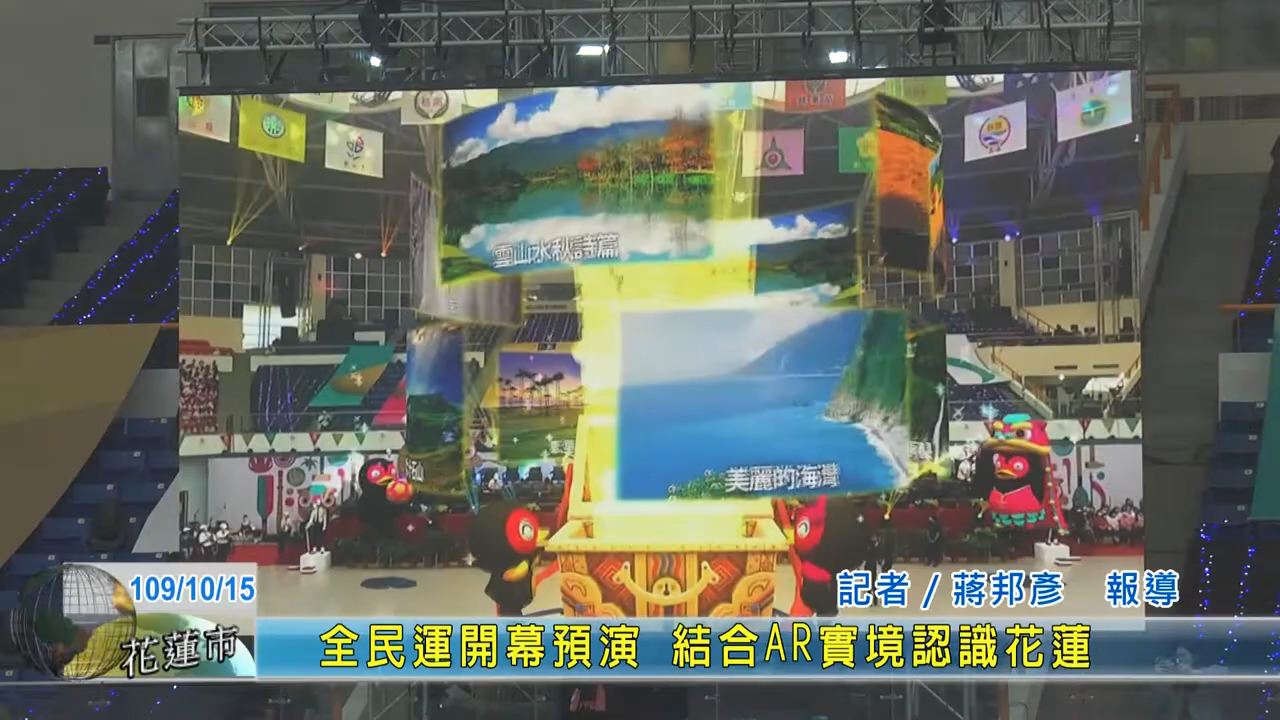 雲山水秋詩篇
美麗的海灣
109/10/15
記者/蔣邦彥 報導
花蓮市
全民運開幕預演 結合AR實境認識花蓮